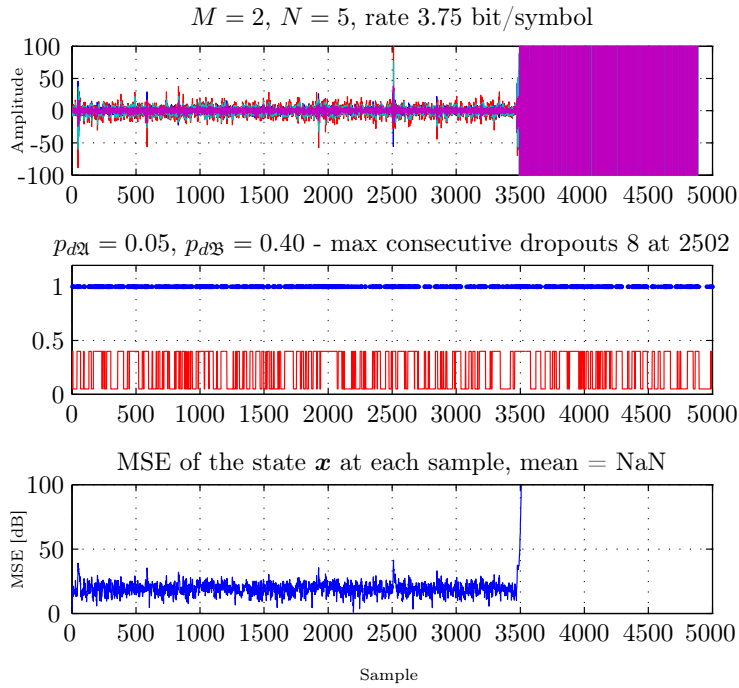 M = 2, N = 5, rate 3.75 bit/symbol
Amplitude
100
50
0
-50
-100
0 500 1000 1500 2000 2500 3000 3500 4000 4500 5000
p_{d𝔄} = 0.05, p_{d𝔅} = 0.40 - max consecutive dropouts 8 at 2502
1
0.5
0
0 500 1000 1500 2000 2500 3000 3500 4000 4500 5000
MSE of the state x at each sample, mean = NaN
MSE [dB]
100
50
0
0 500 1000 1500 2000 2500 3000 3500 4000 4500 5000
Sample